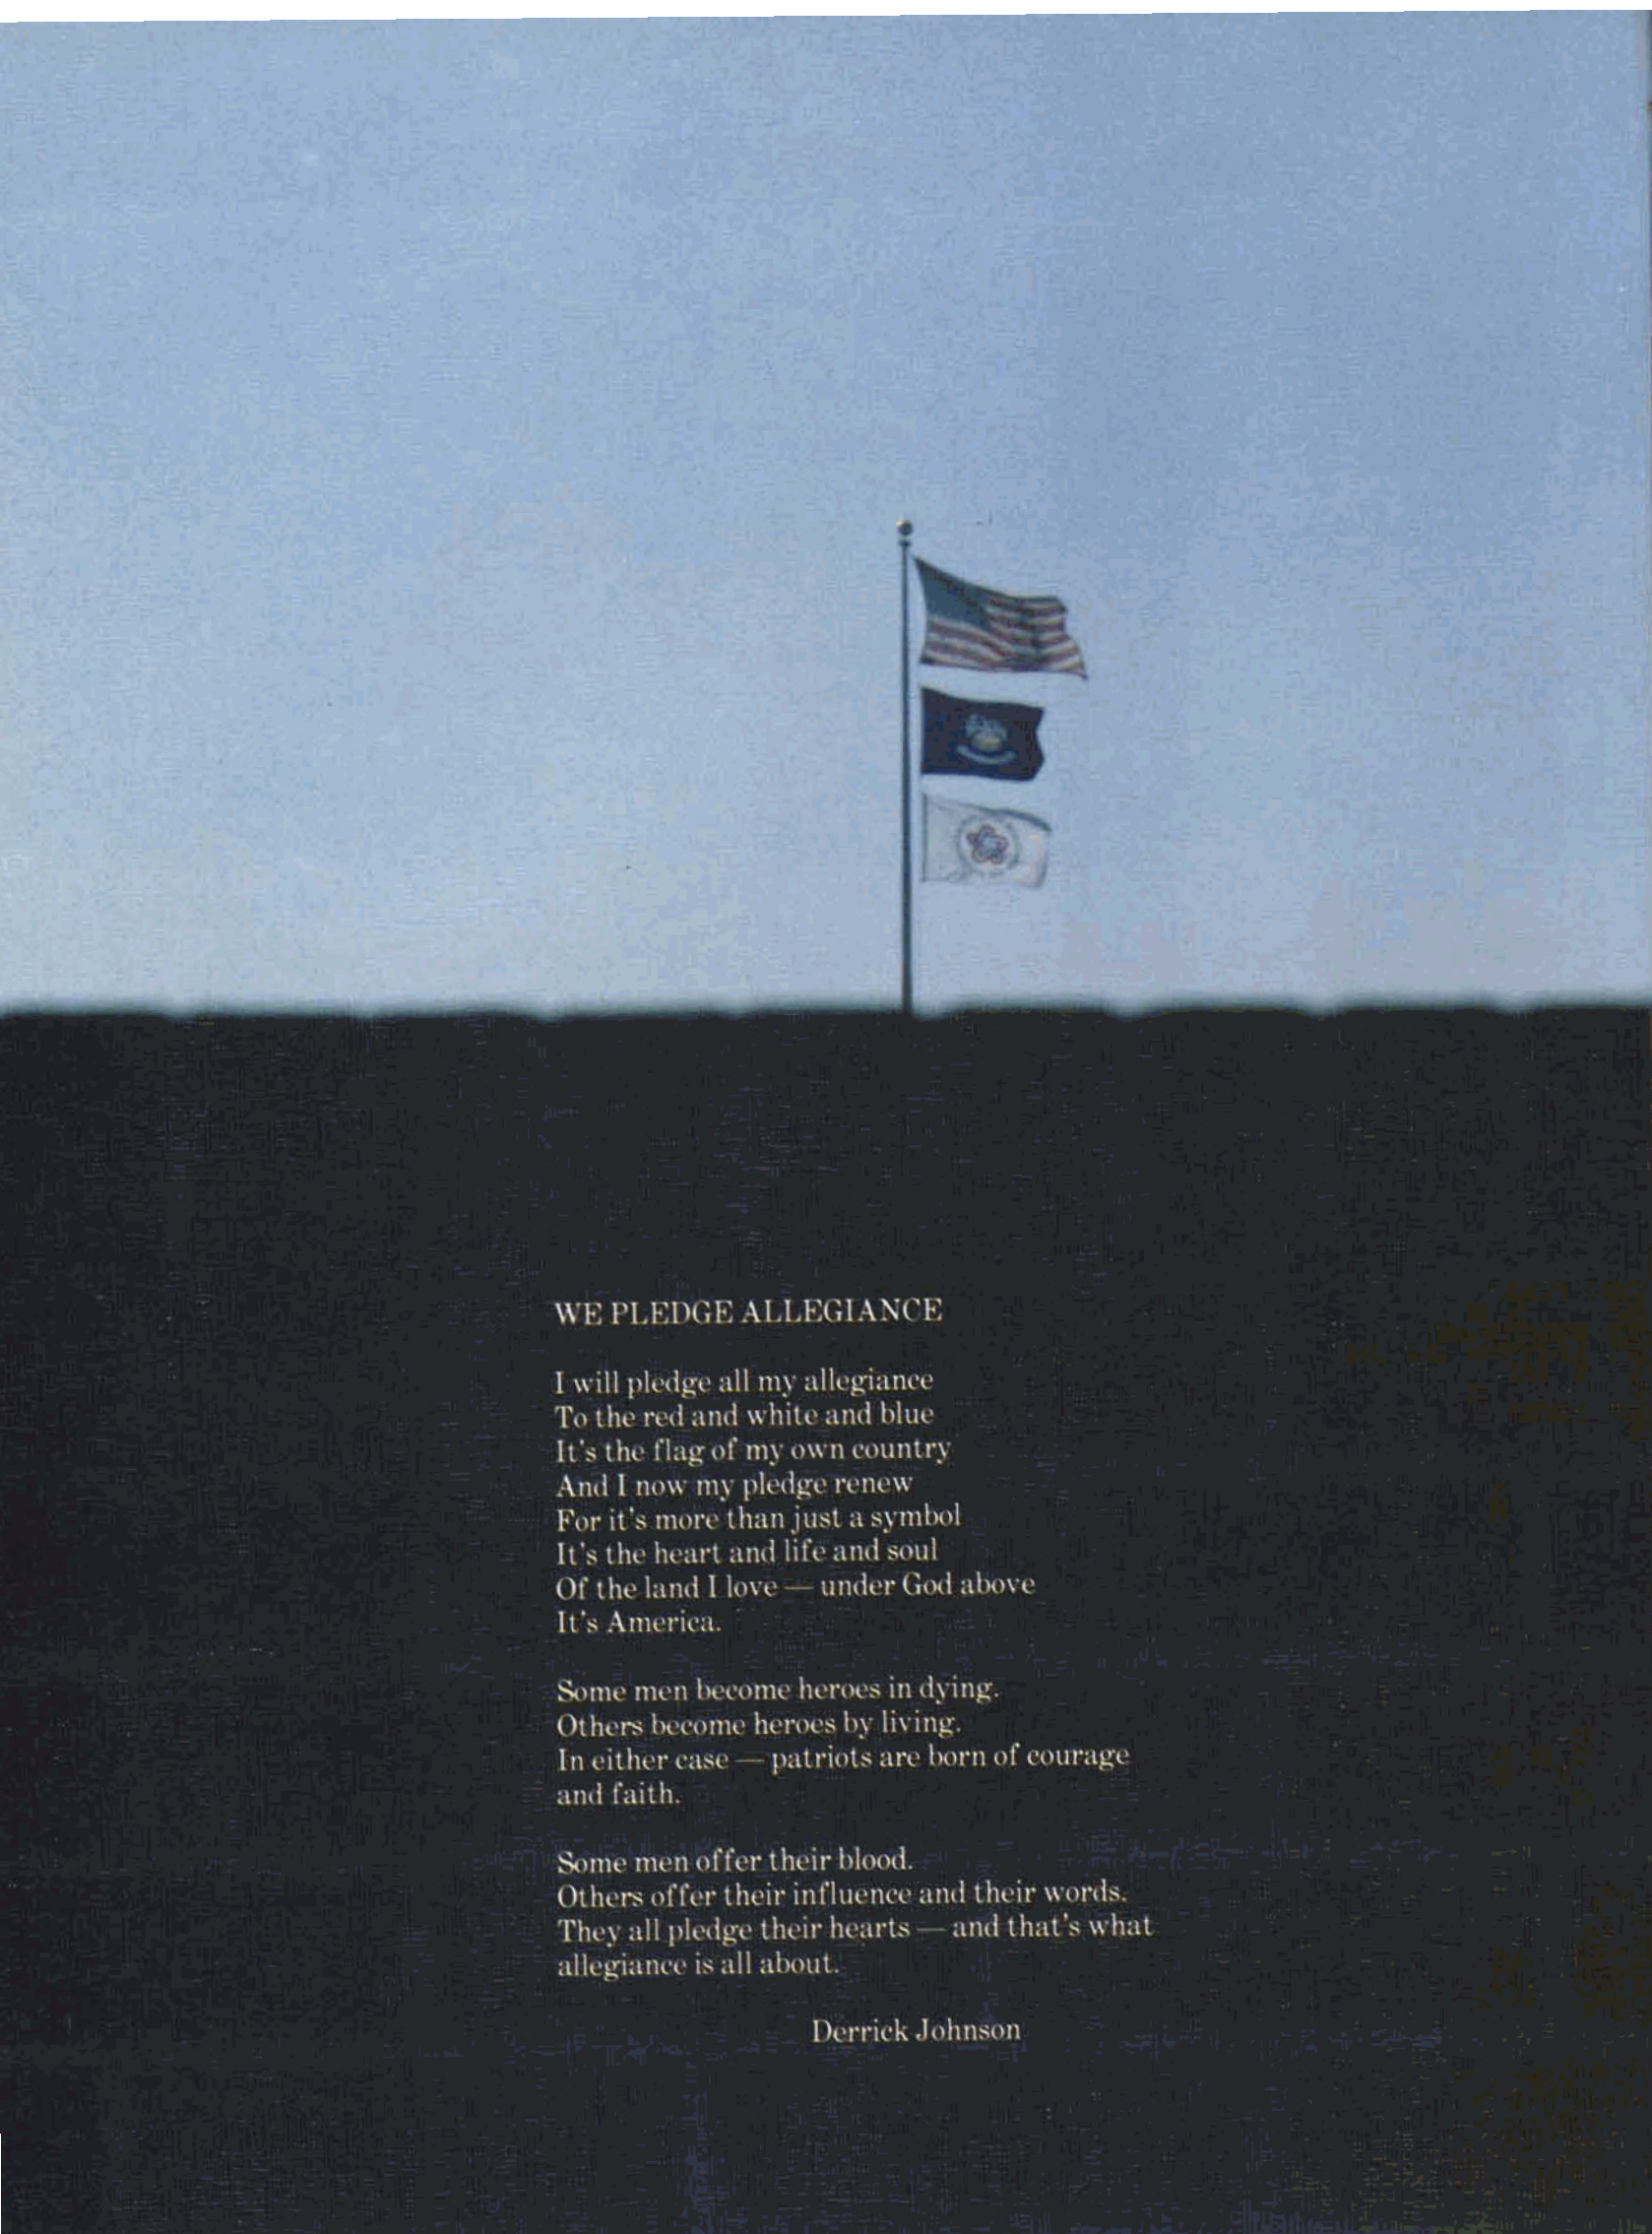 WE PLEDGE ALLEGIANCE
I will pledge all my allegiance
To the red and white and blue
It's the flag of my own country
And I now my pledge renew
For it's more than just a symbol
It's the heart and life and soul
Of the land I love — under God above
It's America.
Some men become heroes in dying.
Others become heroes by living.
In either case — patriots are born of courage
and faith.
Some men offer their blood.
Others offer their influence and their words.
They all pledge their hearts — and that's what
allegiance is all about.
Derrick Johnson